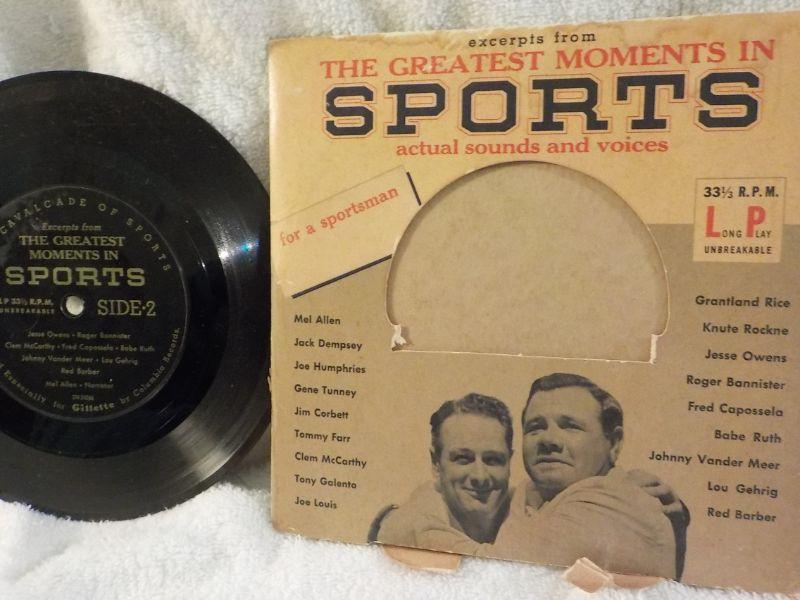 CAVALCADE OF SPORTS
Excerpts from
THE GREATEST
MOMENTS IN
SPORTS
LP 33⅓ R.P.M.
UNBREAKABLE
SIDE·2
Jesse Owens · Roger Bannister
Clem McCarthy · Fred Capossela · Babe Ruth
Johnny Vander Meer · Lou Gehrig
Red Barber
Mel Allen · Narrator
Especially for Gillette by Columbia Records.
excerpts from
THE GREATEST MOMENTS IN
SPORTS
actual sounds and voices
for a sportsman
33⅓ R.P.M.
LONG PLAY
UNBREAKABLE
Mel Allen
Jack Dempsey
Joe Humphries
Gene Tunney
Jim Corbett
Tommy Farr
Clem McCarthy
Tony Galento
Joe Louis
Grantland Rice
Knute Rockne
Jesse Owens
Roger Bannister
Fred Capossela
Babe Ruth
Johnny Vander Meer
Lou Gehrig
Red Barber